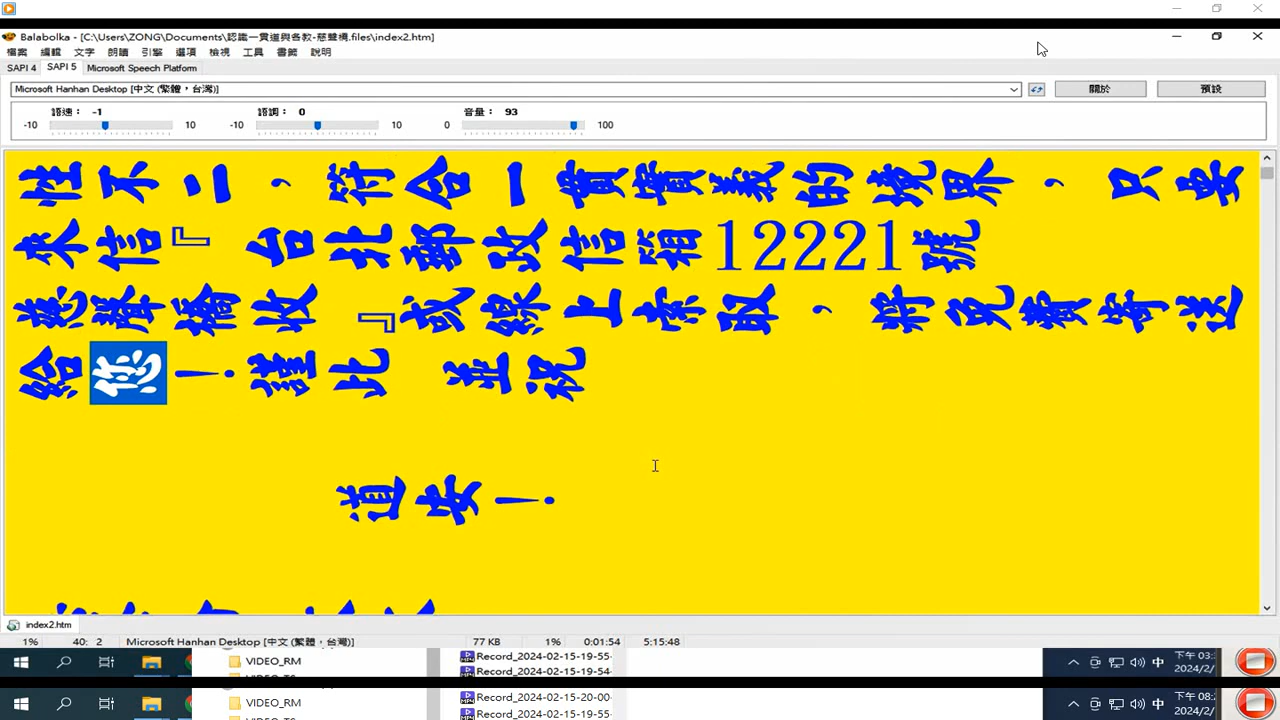 Balabolka - [C:\Users\ZONG\Documents\認識一貫道與各教-慈聲橋.files\index2.htm]
檔案 編輯 文字 朗讀 引擎 選項 檢視 工具 書籤 說明
SAPI 4 SAPI 5 Microsoft Speech Platform
Microsoft Hanhan Desktop [中文 (繁體，台灣)] 關於 預設
語速： -1 語調： 0 音量： 93
-10 10 -10 10 0 100
性不二，符合一貫實義的境界，只要
來信『台北郵政信箱12221號
慈聲橋收』或線上索取，將免費寄送
給您！謹此 並祝
道安！
index2.htm
1% 40: 2 Microsoft Hanhan Desktop [中文 (繁體，台灣)] 77 KB 1% 0:01:54 5:15:48
VIDEO_RM
Record_2024-02-15-19-55-
Record_2024-02-15-19-54-
中 下午 03:
2024/2/
VIDEO_RM
Record_2024-02-15-20-00-
Record_2024-02-15-19-55-
中 下午 08:
2024/2/